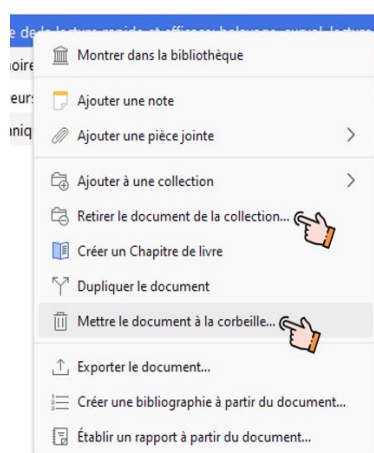 Montrer dans la bibliothèque
Ajouter une note
Ajouter une pièce jointe
Ajouter à une collection
Retirer le document de la collection...
Créer un Chapitre de livre
Dupliquer le document
Mettre le document à la corbeille...
Exporter le document...
Créer une bibliographie à partir du document...
Établir un rapport à partir du document...